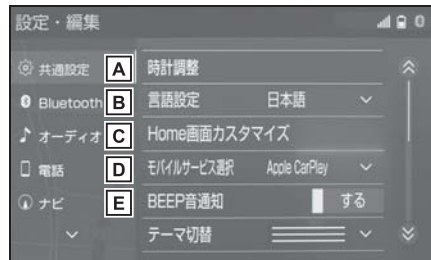 設定・編集
共通設定
A
時計調整
Bluetooth
B
言語設定 日本語
オーディオ
C
Home画面カスタマイズ
電話
D
モバイルサービス選択 Apple CarPlay
ナビ
E
BEEP音通知 する
テーマ切替